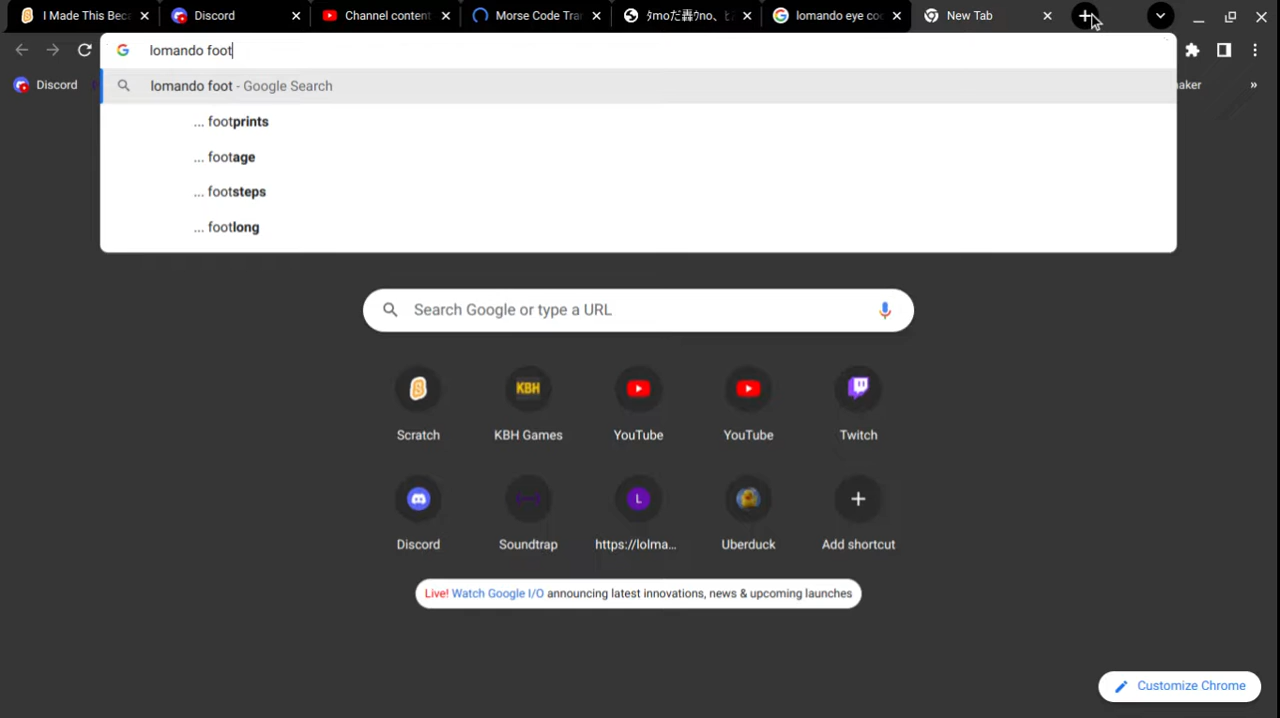 I Made This Beca
Discord
Channel content
Morse Code Tra
lomando eye co
New Tab
lomando foot
Discord
aker
»
lomando foot - Google Search
... footprints
... footage
... footsteps
... footlong
Search Google or type a URL
KBH
Scratch
KBH Games
YouTube
YouTube
Twitch
L
Discord
Soundtrap
https://lolma...
Uberduck
Add shortcut
Live! Watch Google I/O announcing latest innovations, news & upcoming launches
Customize Chrome